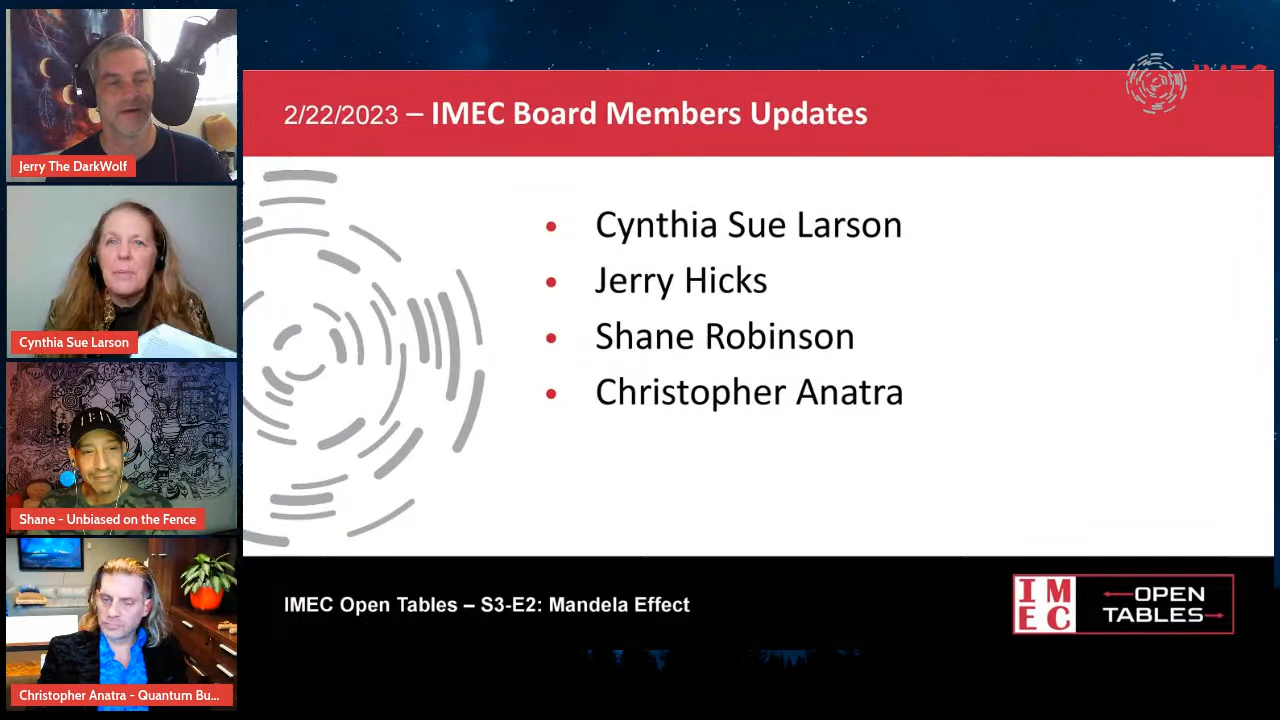 Jerry The DarkWolf
Cynthia Sue Larson
Shane - Unbiased on the Fence
Christopher Anatra - Quantum Bu...
IMEC
2/22/2023 – IMEC Board Members Updates
• Cynthia Sue Larson
• Jerry Hicks
• Shane Robinson
• Christopher Anatra
IMEC Open Tables – S3-E2: Mandela Effect
IM
EC
OPEN
TABLES